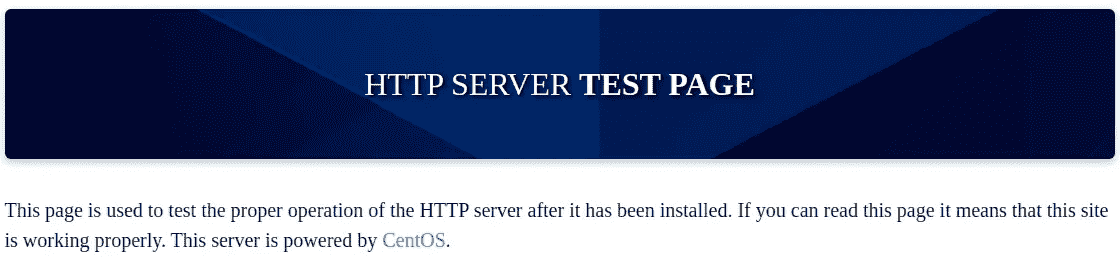 HTTP SERVER TEST PAGE
This page is used to test the proper operation of the HTTP server after it has been installed. If you can read this page it means that this site
is working properly. This server is powered by CentOS.